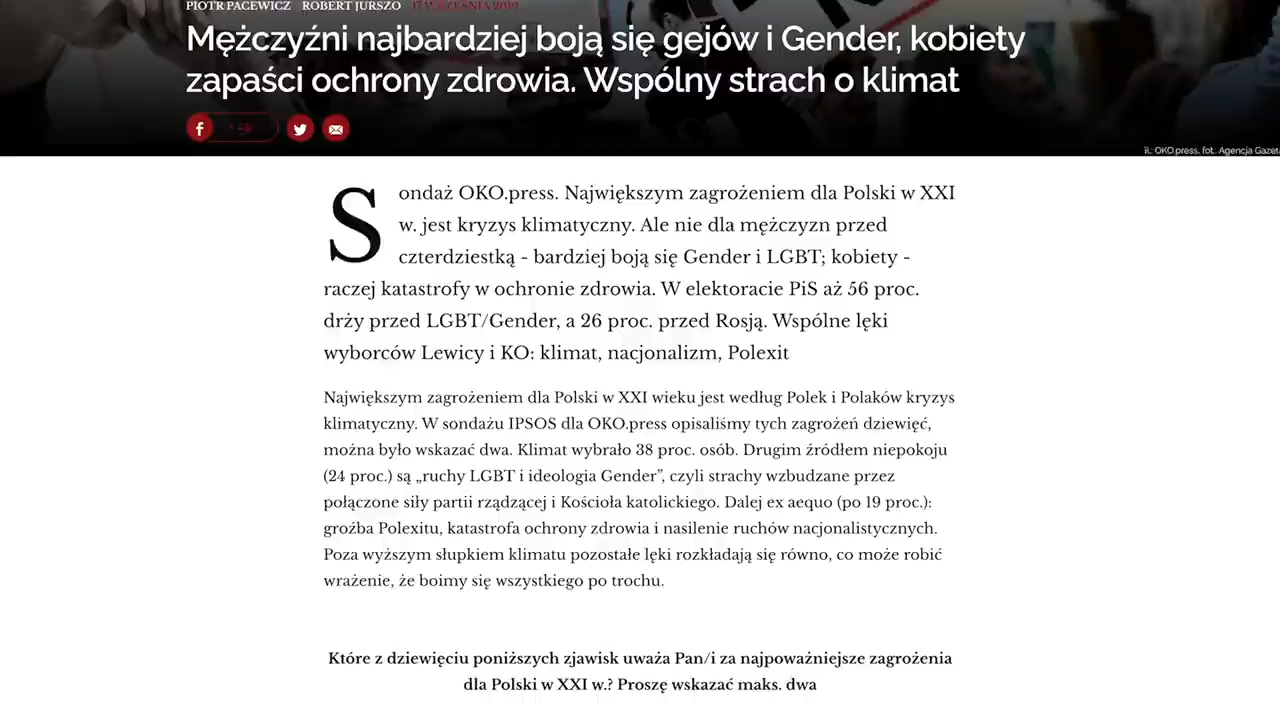 PIOTR PACEWICZ ROBERT JURSZO 17 WRZEŚNIA 2019
Mężczyźni najbardziej boją się gejów i Gender, kobiety
zapaści ochrony zdrowia. Wspólny strach o klimat
il.: OKO.press, fot.: Agencja Gazeta
Sondaż OKO.press. Największym zagrożeniem dla Polski w XXI
w. jest kryzys klimatyczny. Ale nie dla mężczyzn przed
czterdziestką - bardziej boją się Gender i LGBT; kobiety -
raczej katastrofy w ochronie zdrowia. W elektoracie PiS aż 56 proc.
drży przed LGBT/Gender, a 26 proc. przed Rosją. Wspólne lęki
wyborców Lewicy i KO: klimat, nacjonalizm, Polexit
Największym zagrożeniem dla Polski w XXI wieku jest według Polek i Polaków kryzys
klimatyczny. W sondażu IPSOS dla OKO.press opisaliśmy tych zagrożeń dziewięć,
można było wskazać dwa. Klimat wybrało 38 proc. osób. Drugim źródłem niepokoju
(24 proc.) są „ruchy LGBT i ideologia Gender”, czyli strachy wzbudzane przez
połączone siły partii rządzącej i Kościoła katolickiego. Dalej ex aequo (po 19 proc.):
groźba Polexitu, katastrofa ochrony zdrowia i nasilenie ruchów nacjonalistycznych.
Poza wyższym słupkiem klimatu pozostałe lęki rozkładają się równo, co może robić
wrażenie, że boimy się wszystkiego po trochu.
Które z dziewięciu poniższych zjawisk uważa Pan/i za najpoważniejsze zagrożenia
dla Polski w XXI w.? Proszę wskazać maks. dwa